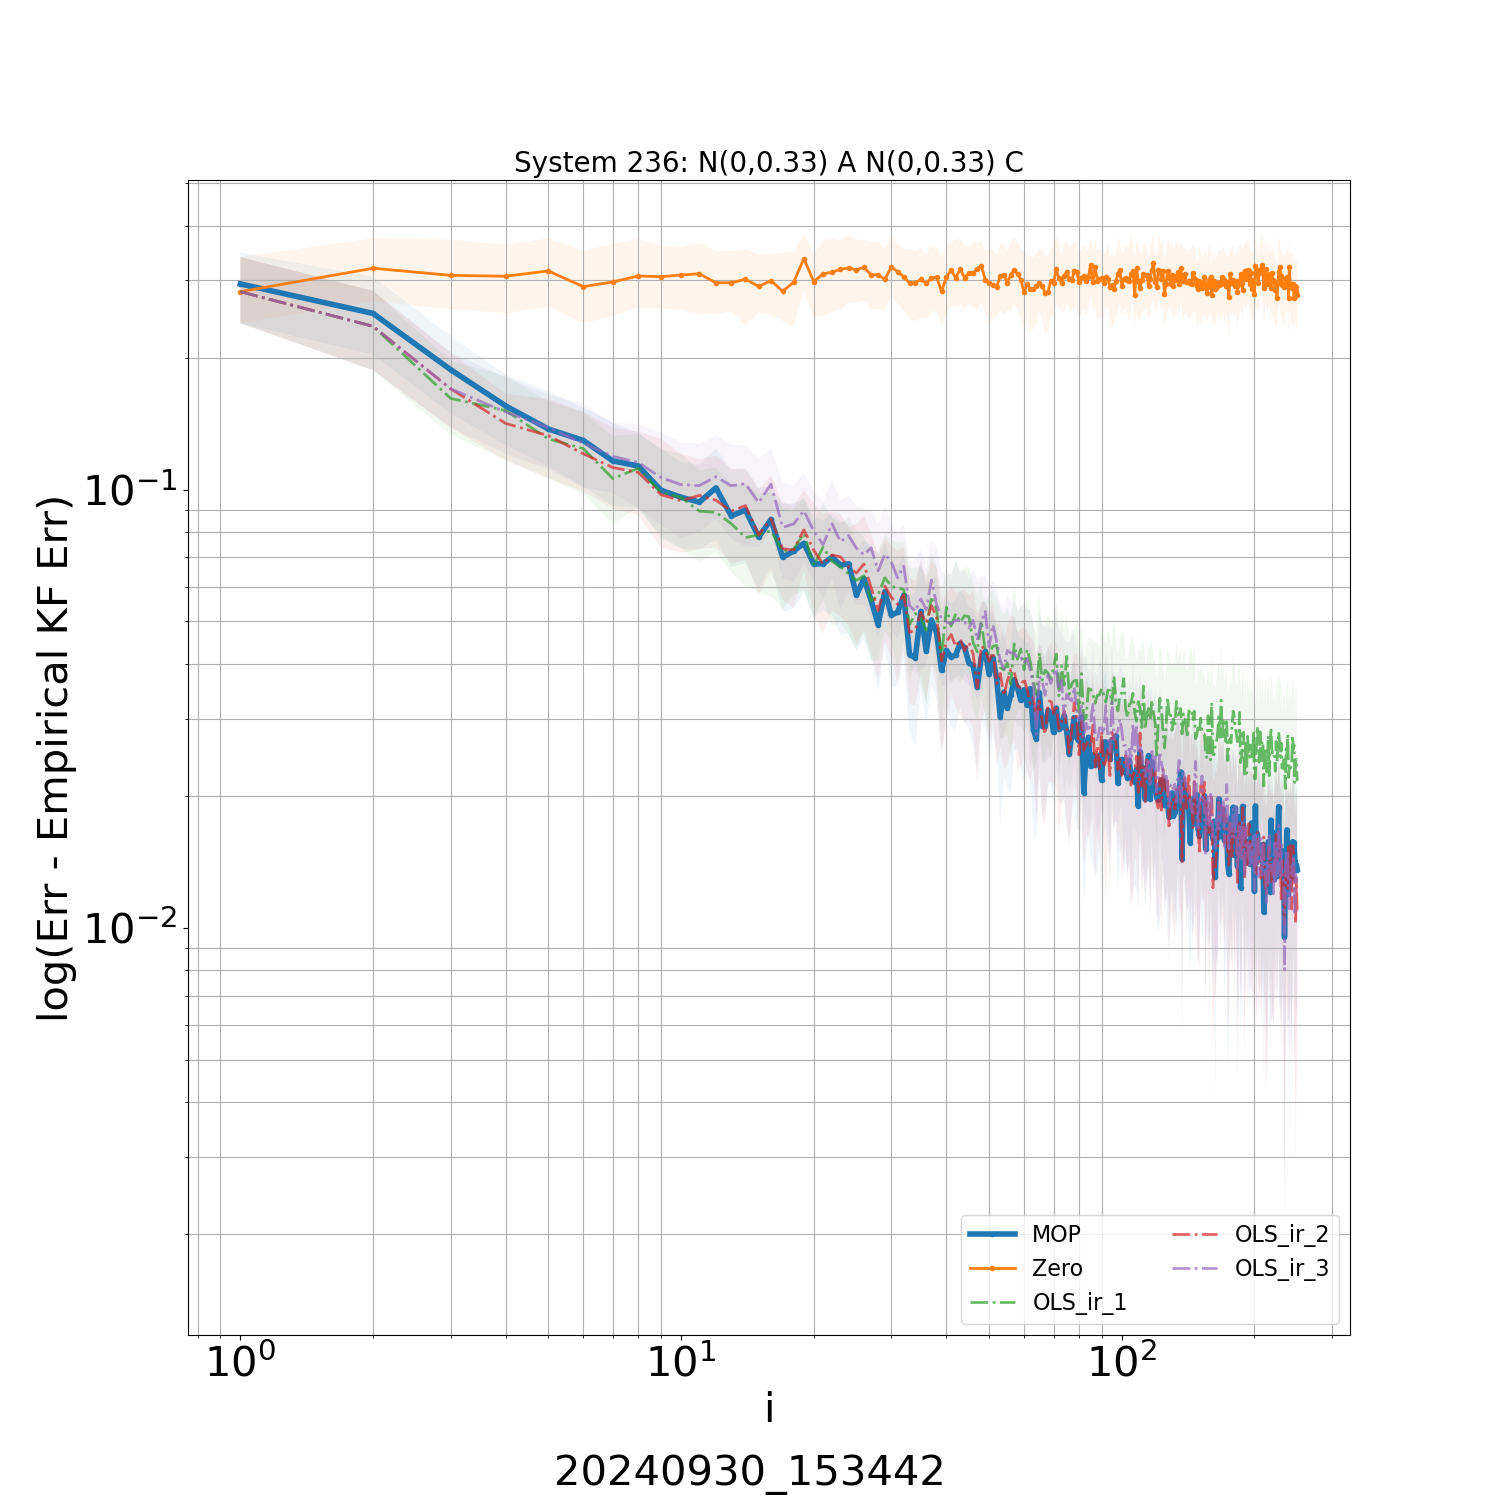 System 236: N(0,0.33) A N(0,0.33) C
log(Err - Empirical KF Err)
10⁻¹
10⁻²
MOP
Zero
OLS_ir_1
OLS_ir_2
OLS_ir_3
10⁰ 10¹ 10²
i
20240930_153442